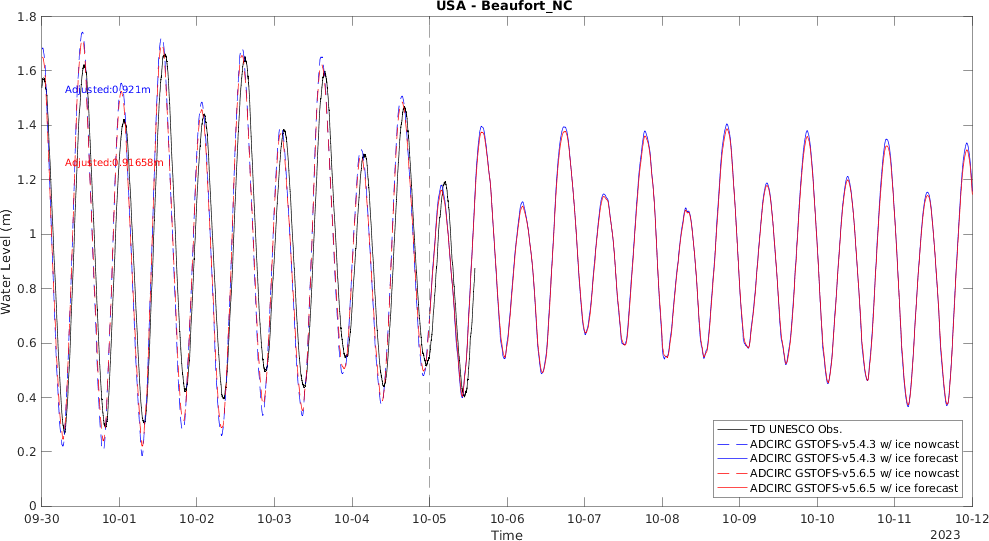 USA - Beaufort_NC
1.8
1.6
1.4
1.2
1
0.8
0.6
0.4
0.2
0
Water Level (m)
Adjusted:0.921m
Adjusted:0.91658m
TD UNESCO Obs.
ADCIRC GSTOFS-v5.4.3 w/ ice nowcast
ADCIRC GSTOFS-v5.4.3 w/ ice forecast
ADCIRC GSTOFS-v5.6.5 w/ ice nowcast
ADCIRC GSTOFS-v5.6.5 w/ ice forecast
09-30 10-01 10-02 10-03 10-04 10-05 10-06 10-07 10-08 10-09 10-10 10-11 10-12
Time
2023